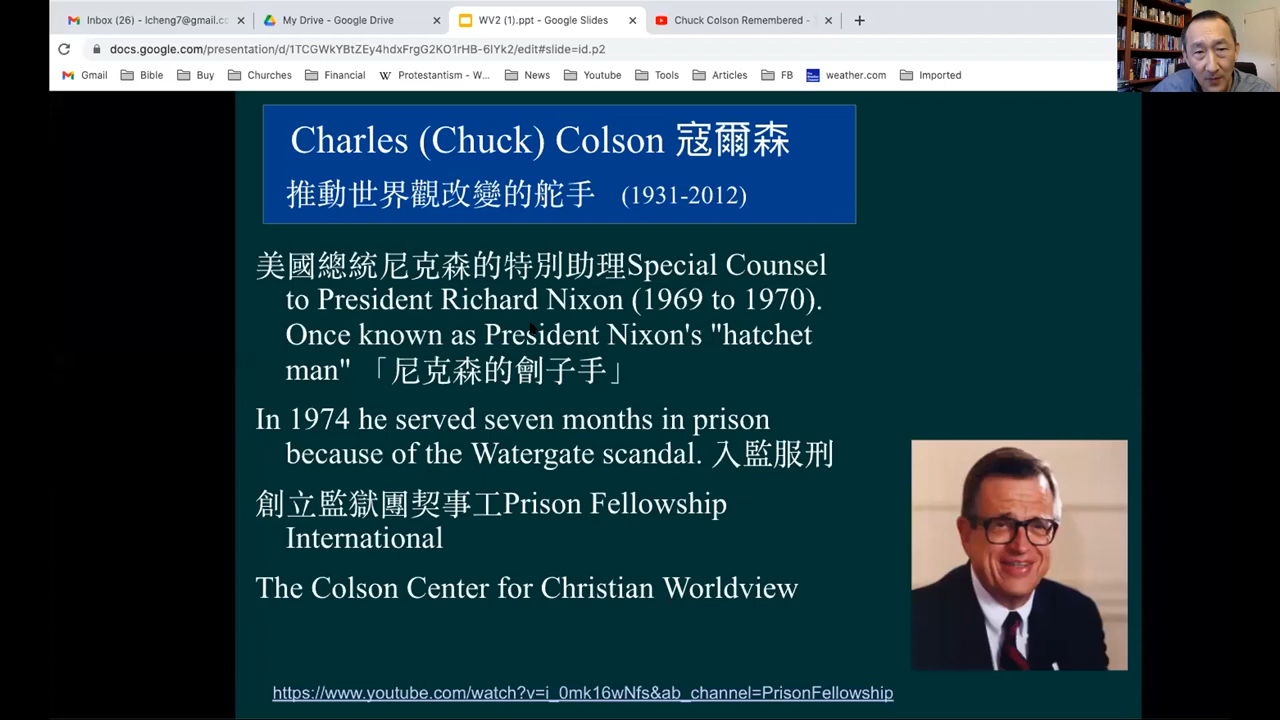 Inbox (26) - lcheng7@gmail.cc
My Drive - Google Drive
WV2 (1).ppt - Google Slides
Chuck Colson Remembered -
docs.google.com/presentation/d/1TCGWkYBtZEy4hdxFrgG2KO1rHB-6lYk2/edit#slide=id.p2
Gmail Bible Buy Churches Financial Protestantism - W... News Youtube Tools Articles FB weather.com Imported
Charles (Chuck) Colson 寇爾森
推動世界觀改變的舵手 (1931-2012)
美國總統尼克森的特別助理Special Counsel
to President Richard Nixon (1969 to 1970).
Once known as President Nixon's "hatchet
man" 「尼克森的劊子手」
In 1974 he served seven months in prison
because of the Watergate scandal. 入監服刑
創立監獄團契事工Prison Fellowship
International
The Colson Center for Christian Worldview
https://www.youtube.com/watch?v=i_0mk16wNfs&ab_channel=PrisonFellowship